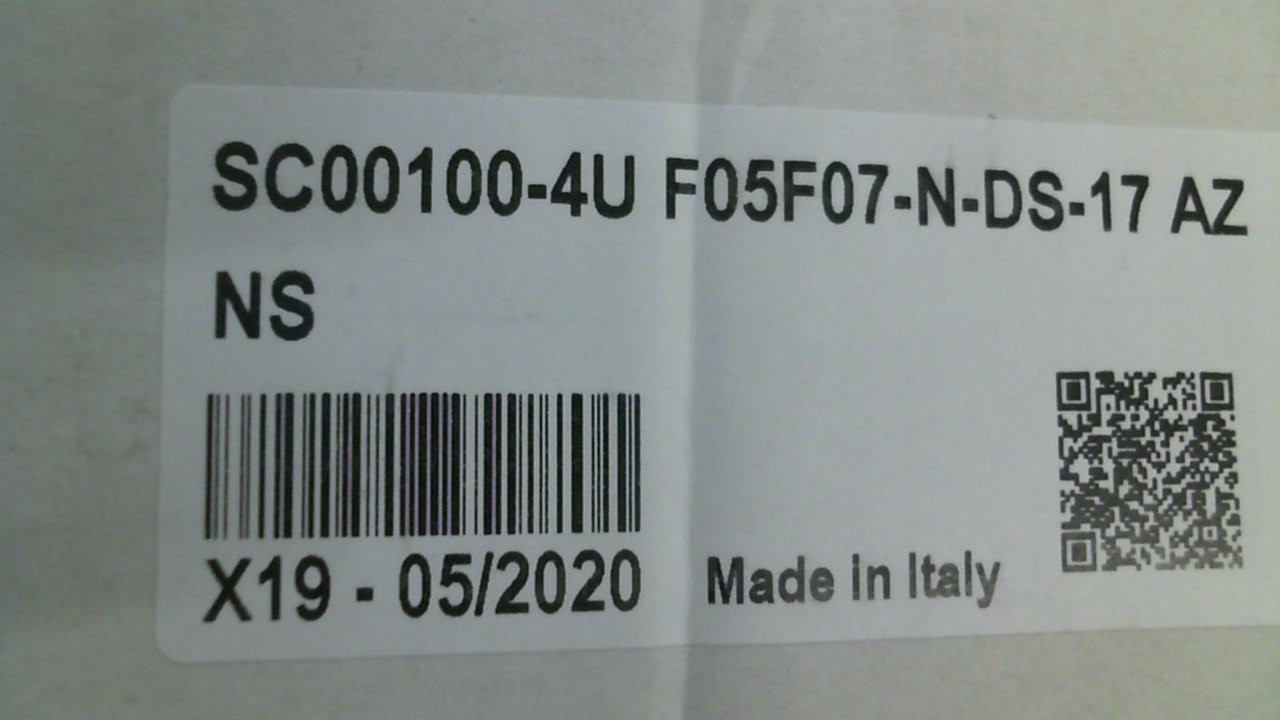 SC00100-4U F05F07-N-DS-17 AZ
NS
X19 - 05/2020
Made in Italy